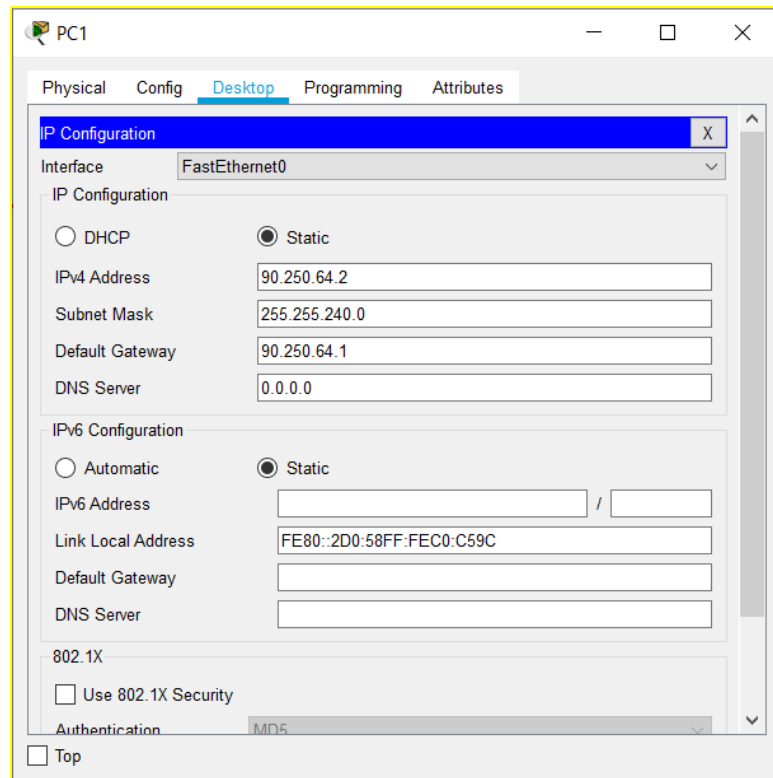 PC1
Physical Config Desktop Programming Attributes
IP Configuration X
Interface FastEthernet0
IP Configuration
DHCP Static
IPv4 Address 90.250.64.2
Subnet Mask 255.255.240.0
Default Gateway 90.250.64.1
DNS Server 0.0.0.0
IPv6 Configuration
Automatic Static
IPv6 Address /
Link Local Address FE80::2D0:58FF:FEC0:C59C
Default Gateway
DNS Server
802.1X
Use 802.1X Security
Authentication MD5
Top